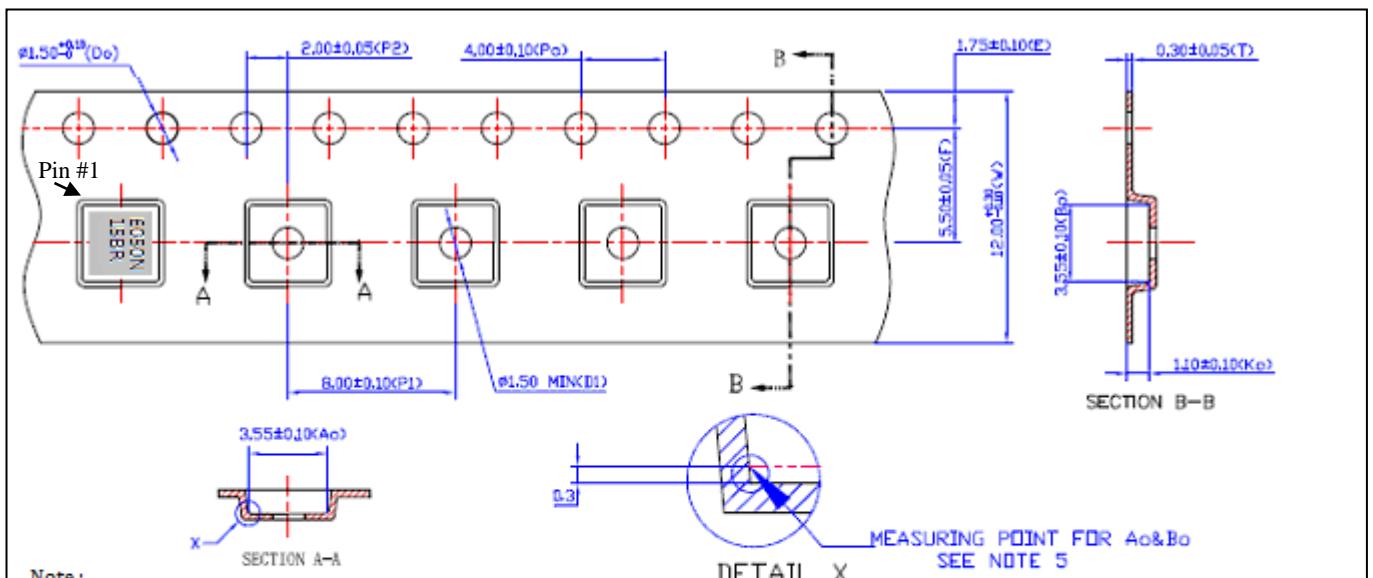 ø1.50+0.10-0(Do)
2.00±0.05(P2)
4.00±0.10(Po)
B
1.75±0.10(E)
0.30±0.05(T)
Pin #1
EOSON
15BR
A
A
5.50±0.05(F)
12.00(W)
3.55±0.10(Bo)
8.00±0.10(P1)
ø1.50 MIN(D1)
B
1.10±0.10(Ko)
SECTION B-B
3.55±0.10(Ao)
0.3
X
SECTION A-A
MEASURING POINT FOR Ao&Bo
SEE NOTE 5
DETAIL X
Note: